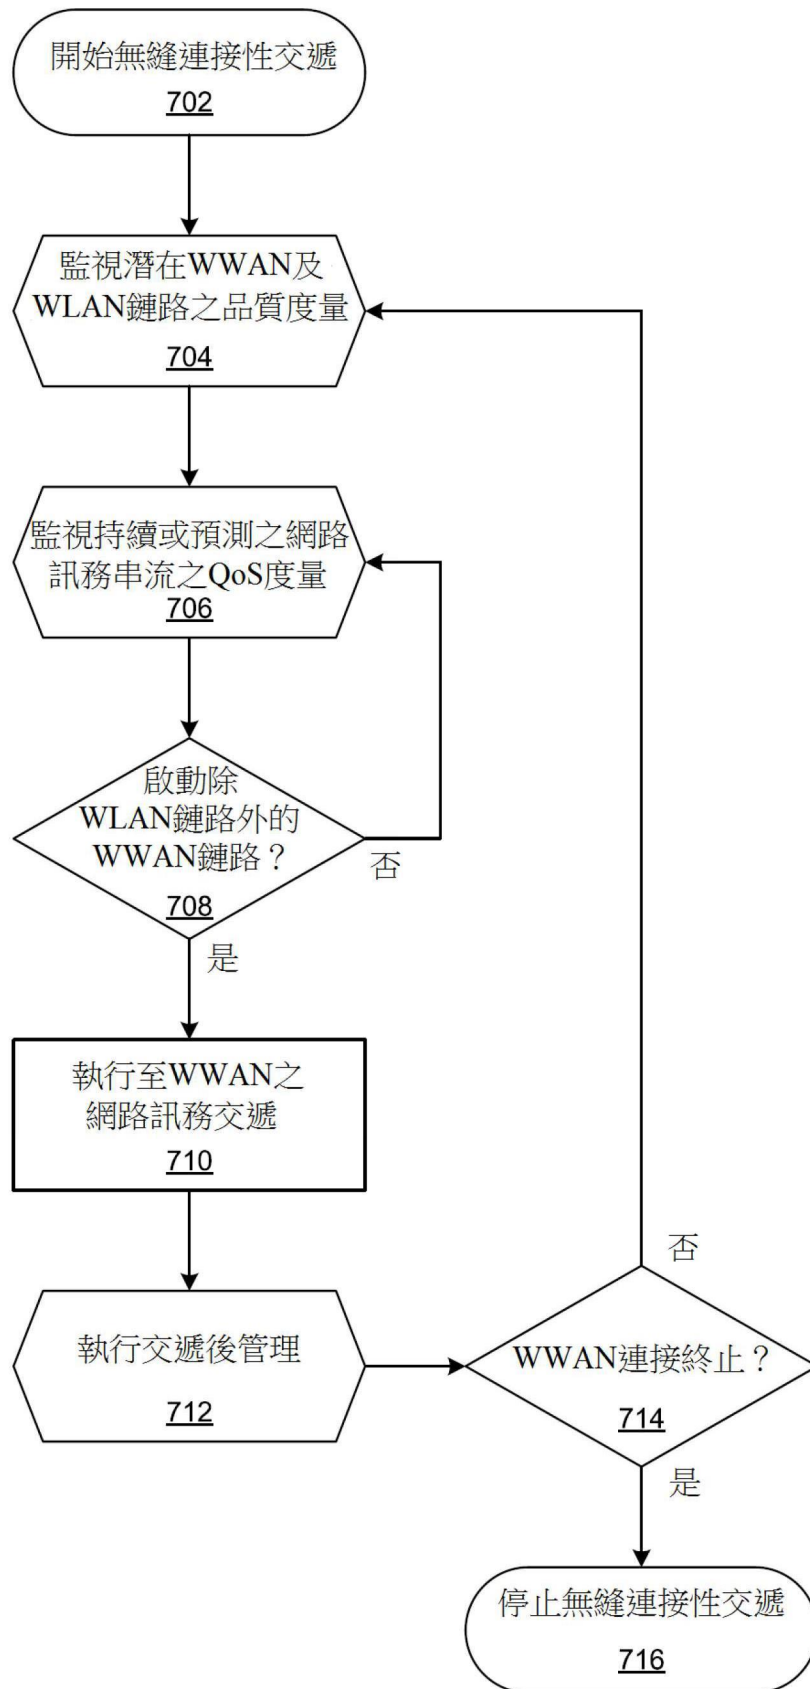 開始無縫連接性交遞
702
監視潛在WWAN及
WLAN鏈路之品質度量
704
監視持續或預測之網路
訊務串流之QoS度量
706
啟動除
WLAN鏈路外的
WWAN鏈路？
708
否
是
執行至WWAN之
網路訊務交遞
710
執行交遞後管理
712
否
WWAN連接終止？
714
是
停止無縫連接性交遞
716